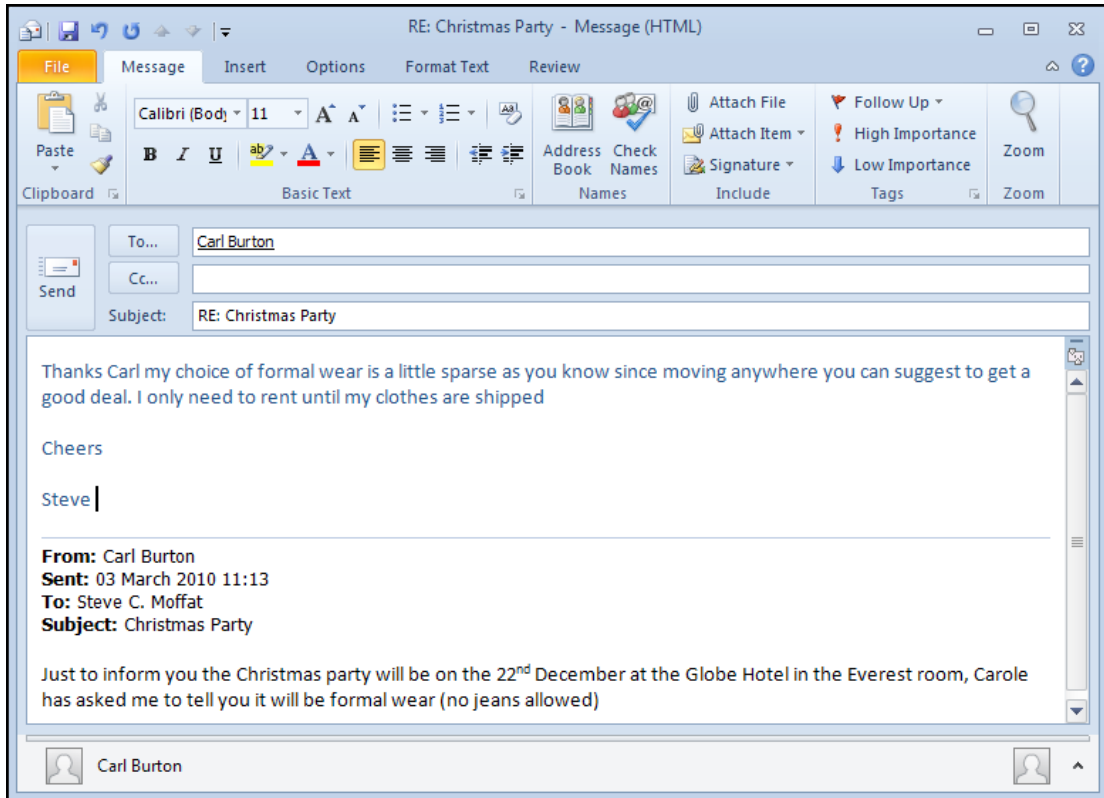 RE: Christmas Party - Message (HTML)
File Message Insert Options Format Text Review
Calibri (Body 11
Attach File Follow Up
Attach Item High Importance
Paste Address Check Zoom
Book Names
Signature Low Importance
Clipboard Basic Text Names Include Tags Zoom
To... Carl Burton
Cc...
Send
Subject: RE: Christmas Party
Thanks Carl my choice of formal wear is a little sparse as you know since moving anywhere you can suggest to get a
good deal. I only need to rent until my clothes are shipped
Cheers
Steve
From: Carl Burton
Sent: 03 March 2010 11:13
To: Steve C. Moffat
Subject: Christmas Party
Just to inform you the Christmas party will be on the 22nd December at the Globe Hotel in the Everest room, Carole
has asked me to tell you it will be formal wear (no jeans allowed)
Carl Burton